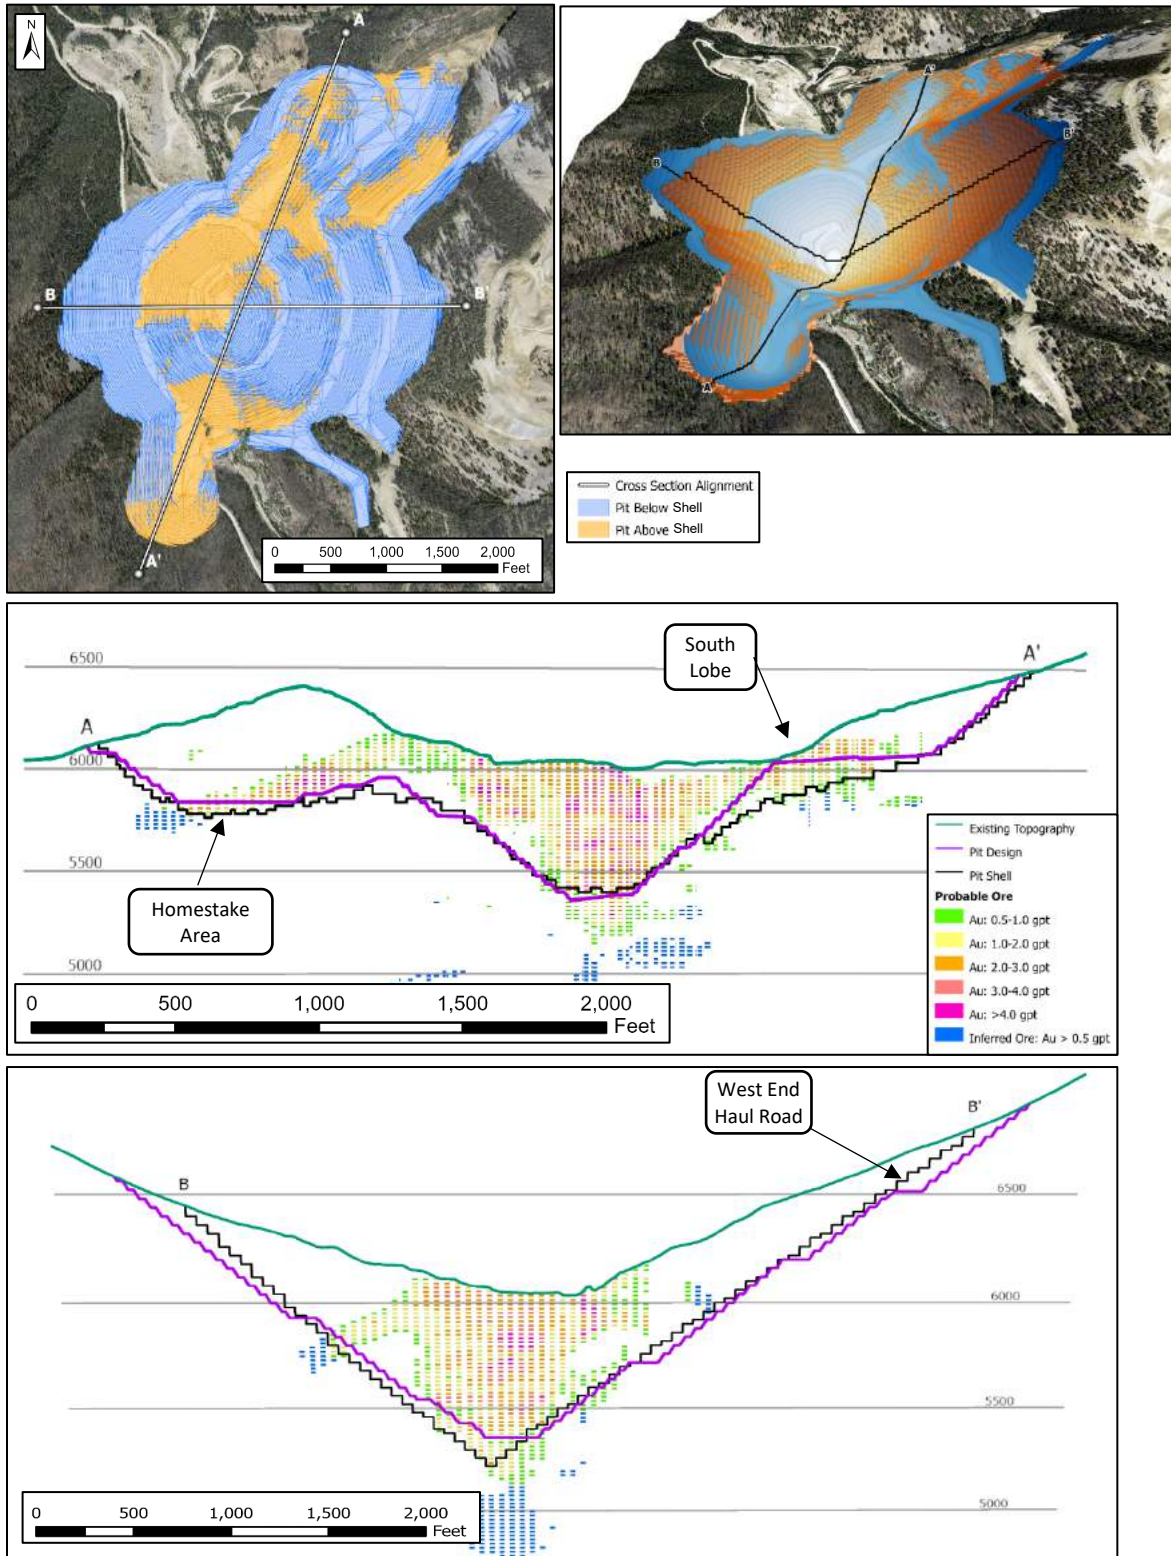 N
A
B
B
A'
0 500 1,000 1,500 2,000
Feet
A'
B
B'
A
Cross Section Alignment
Pit Below Shell
Pit Above Shell
South
Lobe
6500
A'
A
6000
5500
Homestake
Area
5000
0 500 1,000 1,500 2,000
Feet
Existing Topography
Pit Design
Pit Shell
Probable Ore
Au: 0.5-1.0 gpt
Au: 1.0-2.0 gpt
Au: 2.0-3.0 gpt
Au: 3.0-4.0 gpt
Au: >4.0 gpt
Inferred Ore: Au > 0.5 gpt
West End
Haul Road
B'
B
6500
6000
5500
5000
0 500 1,000 1,500 2,000
Feet